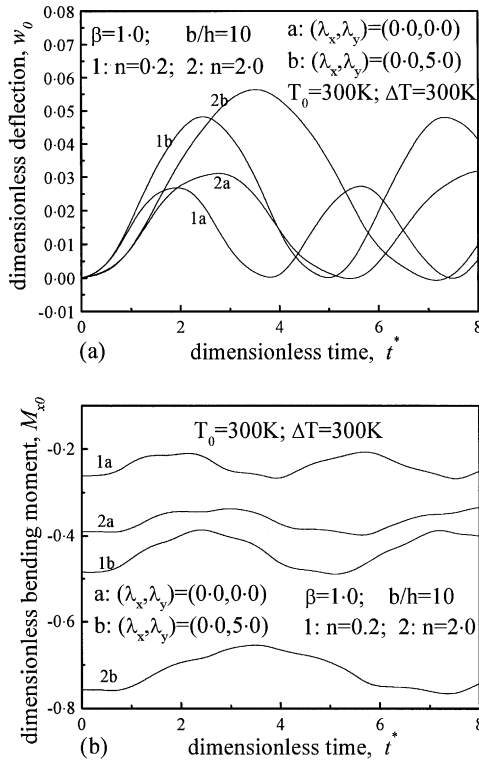 0·08
0·07
0·06
0·05
0·04
0·03
0·02
0·01
0·00
-0·01
dimensionless deflection, w₀
β=1·0; b/h=10
1: n=0·2; 2: n=2·0
a: (λₓ,λᵧ)=(0·0,0·0)
b: (λₓ,λᵧ)=(0·0,5·0)
T₀=300K; ΔT=300K
2b
1b
2a
1a
0 2 4 6 8
(a)
dimensionless time, t*
dimensionless bending moment, Mₓ₀
-0·2
-0·4
-0·6
-0·8
T₀=300K; ΔT=300K
1a
2a
1b
a: (λₓ,λᵧ)=(0·0,0·0)
b: (λₓ,λᵧ)=(0·0,5·0)
β=1·0; b/h=10
1: n=0.2; 2: n=2·0
2b
0 2 4 6 8
(b)
dimensionless time, t*